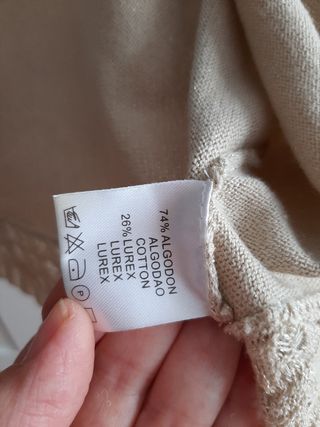 74% ALGODON
ALGODAO
COTTON
26% LUREX
LUREX
LUREX
P